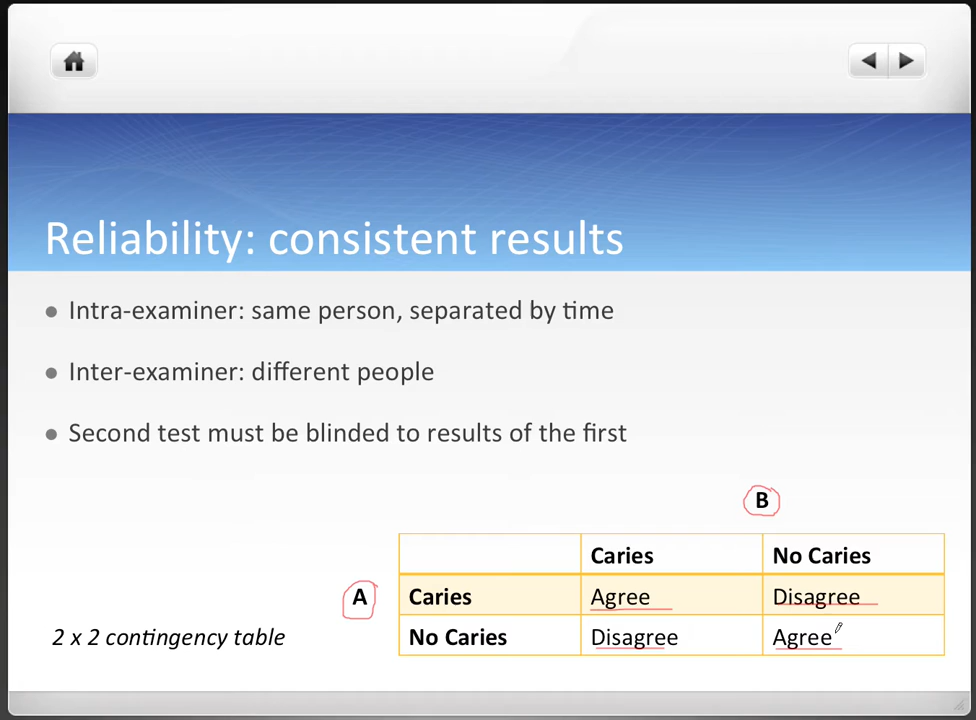 Reliability: consistent results
Intra-examiner: same person, separated by time
Inter-examiner: different people
Second test must be blinded to results of the first
B
Caries No Caries
A Caries Agree Disagree
2 x 2 contingency table No Caries Disagree Agree